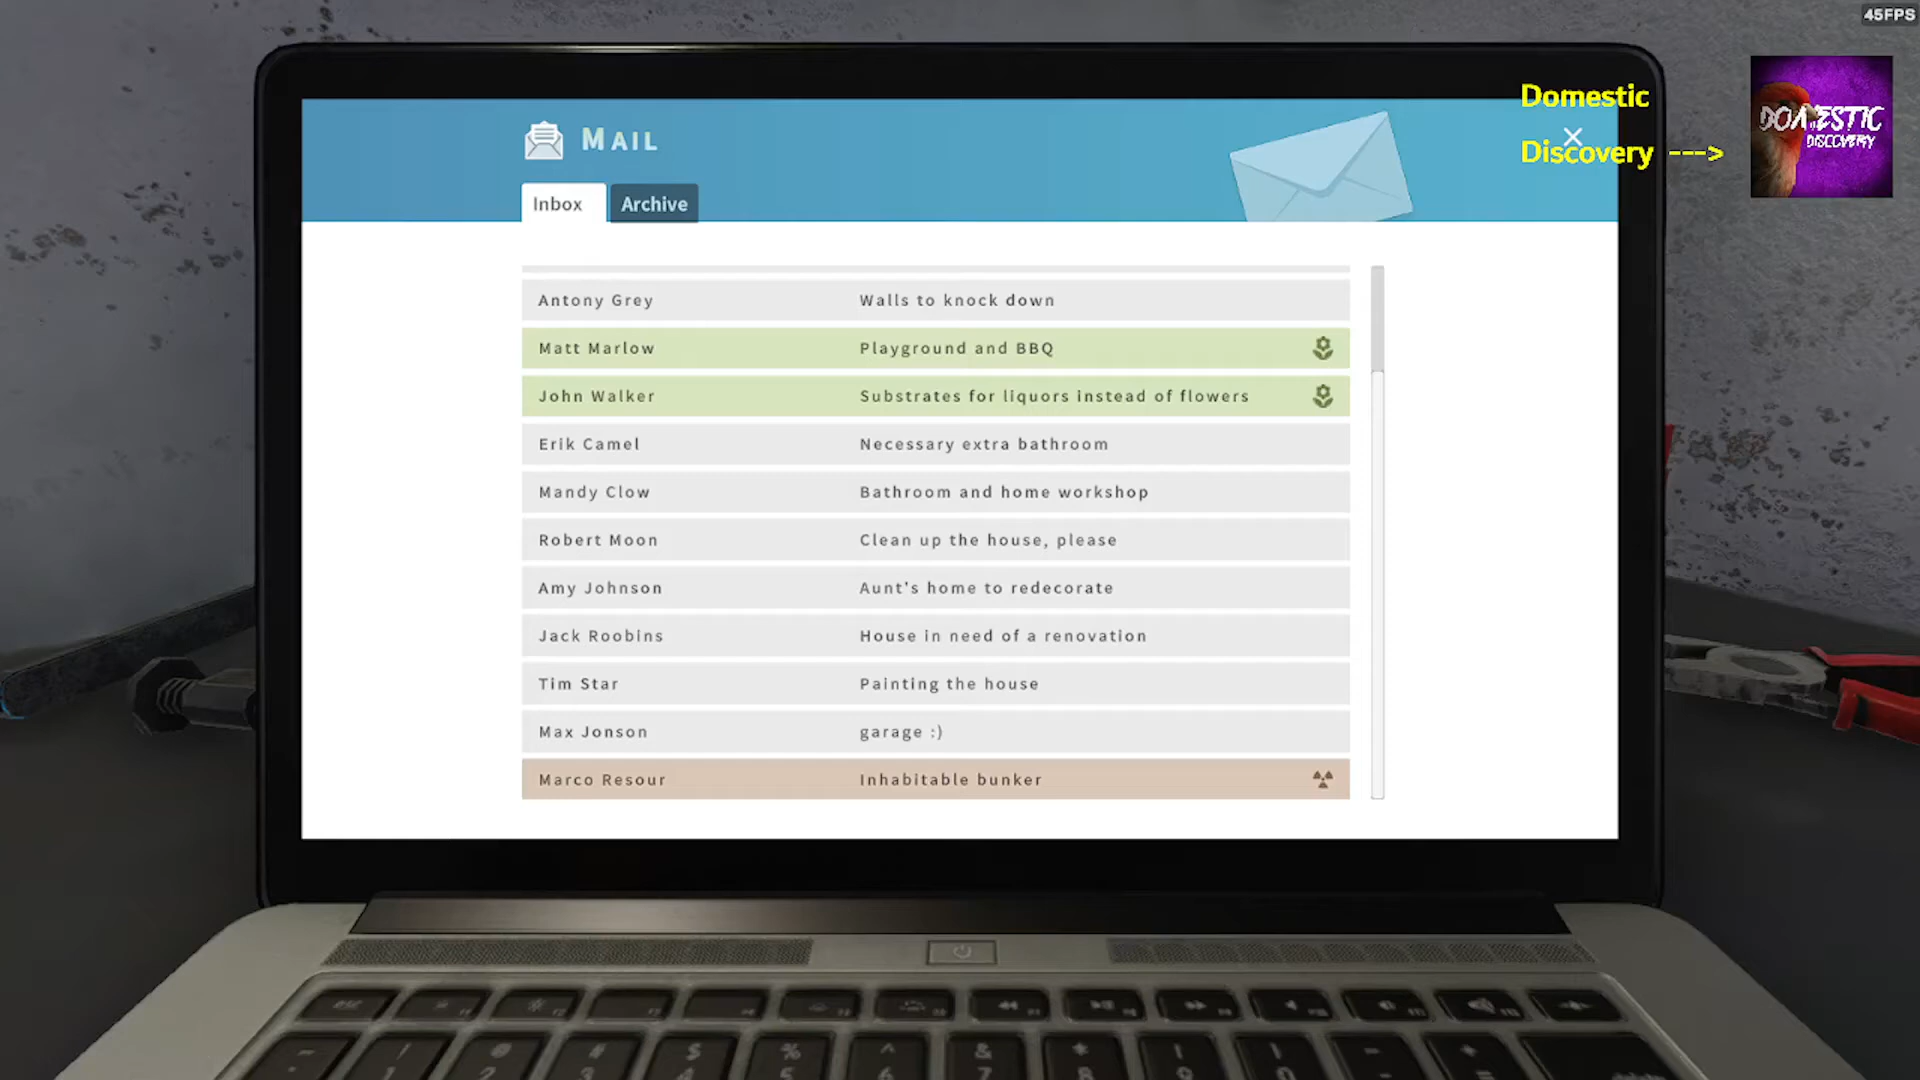 45FPS
Domestic
Discovery --->
DOMESTIC
DISCOVERY
MAIL
Inbox
Archive
Antony Grey Walls to knock down
Matt Marlow Playground and BBQ
John Walker Substrates for liquors instead of flowers
Erik Camel Necessary extra bathroom
Mandy Clow Bathroom and home workshop
Robert Moon Clean up the house, please
Amy Johnson Aunt's home to redecorate
Jack Roobins House in need of a renovation
Tim Star Painting the house
Max Jonson garage :)
Marco Resour Inhabitable bunker